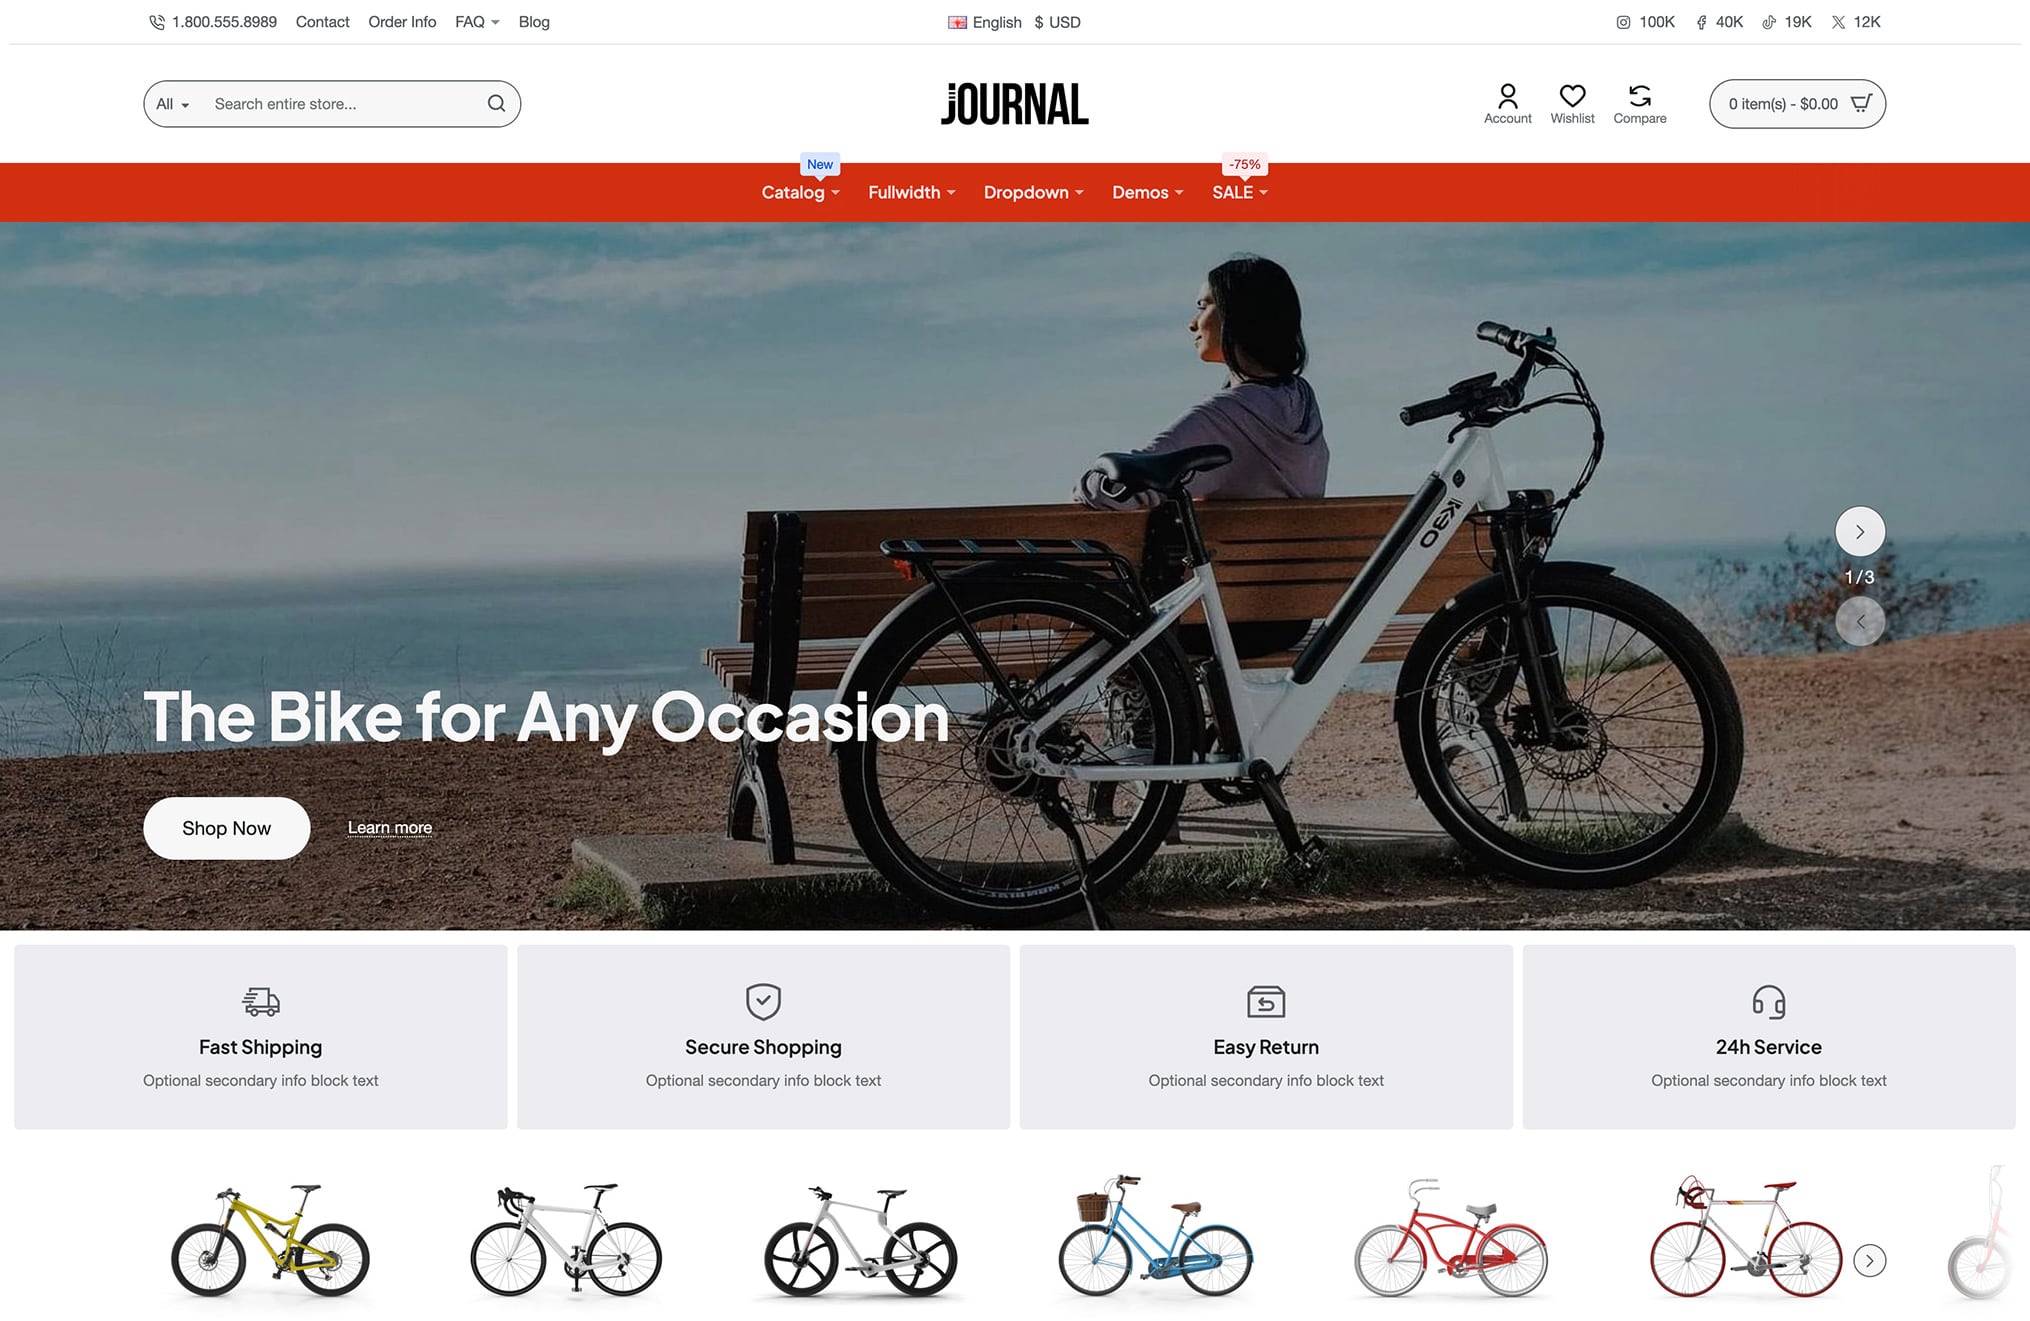 1.800.555.8989 Contact Order Info FAQ Blog English $ USD 100K 40K 19K 12K
All Search entire store... JOURNAL Account Wishlist Compare 0 item(s) - $0.00
New -75%
Catalog Fullwidth Dropdown Demos SALE
1 / 3
The Bike for Any Occasion
Shop Now Learn more
Fast Shipping Secure Shopping Easy Return 24h Service
Optional secondary info block text Optional secondary info block text Optional secondary info block text Optional secondary info block text